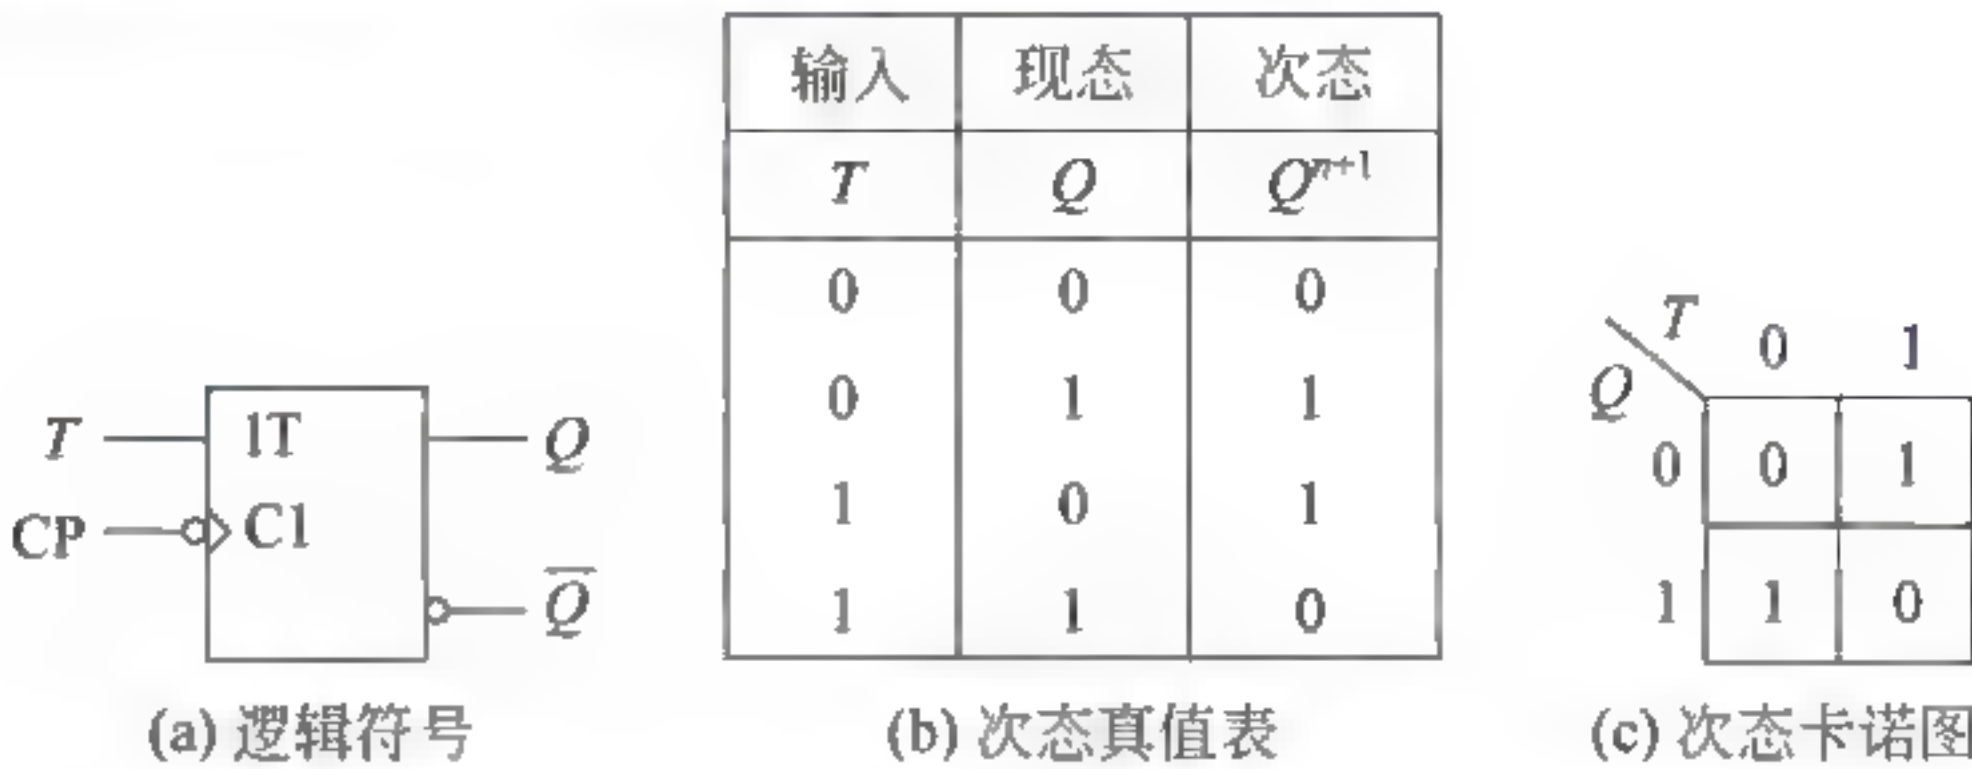 输入 现态 次态
T Q Qⁿ⁺¹
0 0 0
0 1 1
1 0 1
1 1 0
T 1T Q
CP C1 Q̅
T
Q 0 1
0 0 1
1 1 0
(a) 逻辑符号
(b) 次态真值表
(c) 次态卡诺图